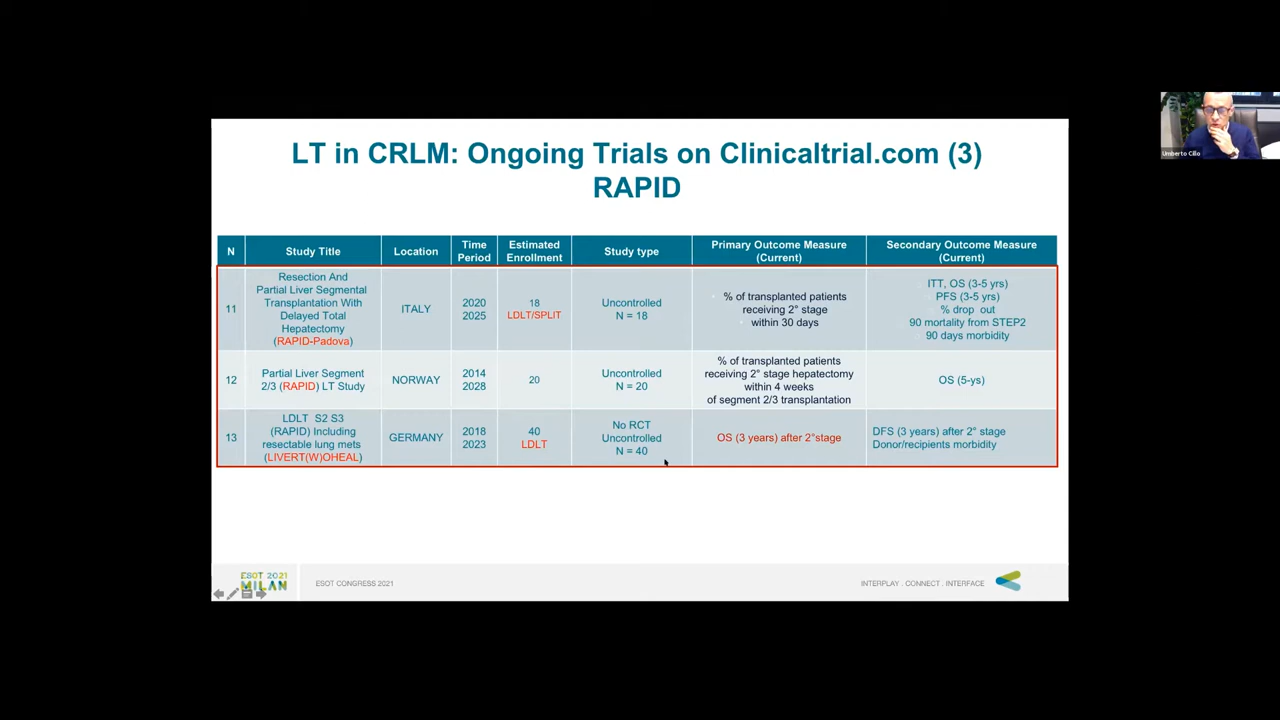 LT in CRLM: Ongoing Trials on Clinicaltrial.com (3)
RAPID
N
Study Title
Location
Time
Period
Estimated
Enrollment
Study type
Primary Outcome Measure
(Current)
Secondary Outcome Measure
(Current)
11
Resection And
Partial Liver Segmental
Transplantation With
Delayed Total
Hepatectomy
(RAPID-Padova)
ITALY
2020
2025
18
LDLT/SPLIT
Uncontrolled
N = 18
% of transplanted patients
receiving 2° stage
within 30 days
ITT, OS (3-5 yrs)
PFS (3-5 yrs)
% drop out
90 mortality from STEP2
90 days morbidity
12
Partial Liver Segment
2/3 (RAPID) LT Study
NORWAY
2014
2028
20
Uncontrolled
N = 20
% of transplanted patients
receiving 2° stage hepatectomy
within 4 weeks
of segment 2/3 transplantation
OS (5-ys)
13
LDLT S2 S3
(RAPID) Including
resectable lung mets
(LIVERT(W)OHEAL)
GERMANY
2018
2023
40
LDLT
No RCT
Uncontrolled
N = 40
OS (3 years) after 2°stage
DFS (3 years) after 2° stage
Donor/recipients morbidity
ESOT 2021
MILAN
ESOT CONGRESS 2021
INTERPLAY . CONNECT . INTERFACE
Umberto Cillo